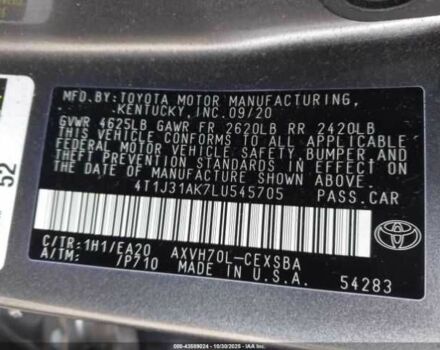 MFD.BY:TOYOTA MOTOR MANUFACTURING,
KENTUCKY, INC. 09/20
GVWR 4625LB GAWR FR 2620LB RR 2420LB
THIS VEHICLE CONFORMS TO ALL APPLICABLE
FEDERAL MOTOR VEHICLE SAFETY, BUMPER AND
THEFT PREVENTION STANDARDS IN EFFECT ON
THE DATE OF MANUFACTURE SHOWN ABOVE.
4T1J31AK7LU545705 PASS.CAR
C/TR:1H1/EA20 AXVH70L-CEXSBA
A/TM: /P710 MADE IN U.S.A. 54283
52
000-43589024 | 10/30/2025 | IAAI.COM